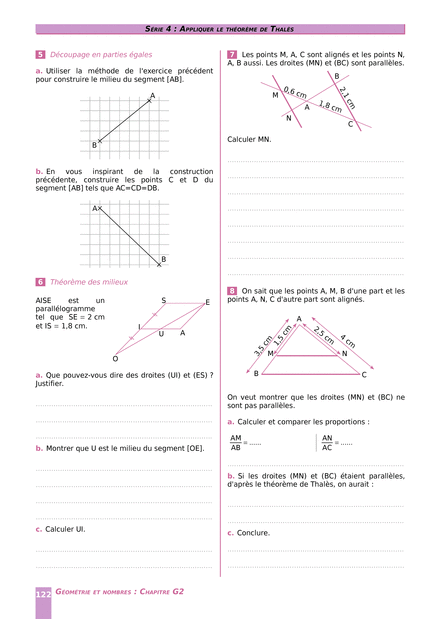 SÉRIE 4 : APPLIQUER LE THÉORÈME DE THALÈS
5 Découpage en parties égales
a. Utiliser la méthode de l'exercice précédent
pour construire le milieu du segment [AB].
A
B
b. En vous inspirant de la construction
précédente, construire les points C et D du
segment [AB] tels que AC=CD=DB.
A
B
6 Théorème des milieux
AISE est un
parallélogramme
tel que SE = 2 cm
et IS = 1,8 cm.
S
E
I
U
A
O
a. Que pouvez-vous dire des droites (UI) et (ES) ?
Justifier.
b. Montrer que U est le milieu du segment [OE].
c. Calculer UI.
7 Les points M, A, C sont alignés et les points N,
A, B aussi. Les droites (MN) et (BC) sont parallèles.
B
M
0,6 cm
2,1 cm
A
1,8 cm
N
C
Calculer MN.
8 On sait que les points A, M, B d'une part et les
points A, N, C d'autre part sont alignés.
A
3,5 cm
1,5 cm
2,5 cm
4 cm
M
N
B
C
On veut montrer que les droites (MN) et (BC) ne
sont pas parallèles.
a. Calculer et comparer les proportions :
AM
AB
= ......
AN
AC
= ......
b. Si les droites (MN) et (BC) étaient parallèles,
d'après le théorème de Thalès, on aurait :
c. Conclure.
122 GÉOMÉTRIE ET NOMBRES : CHAPITRE G2